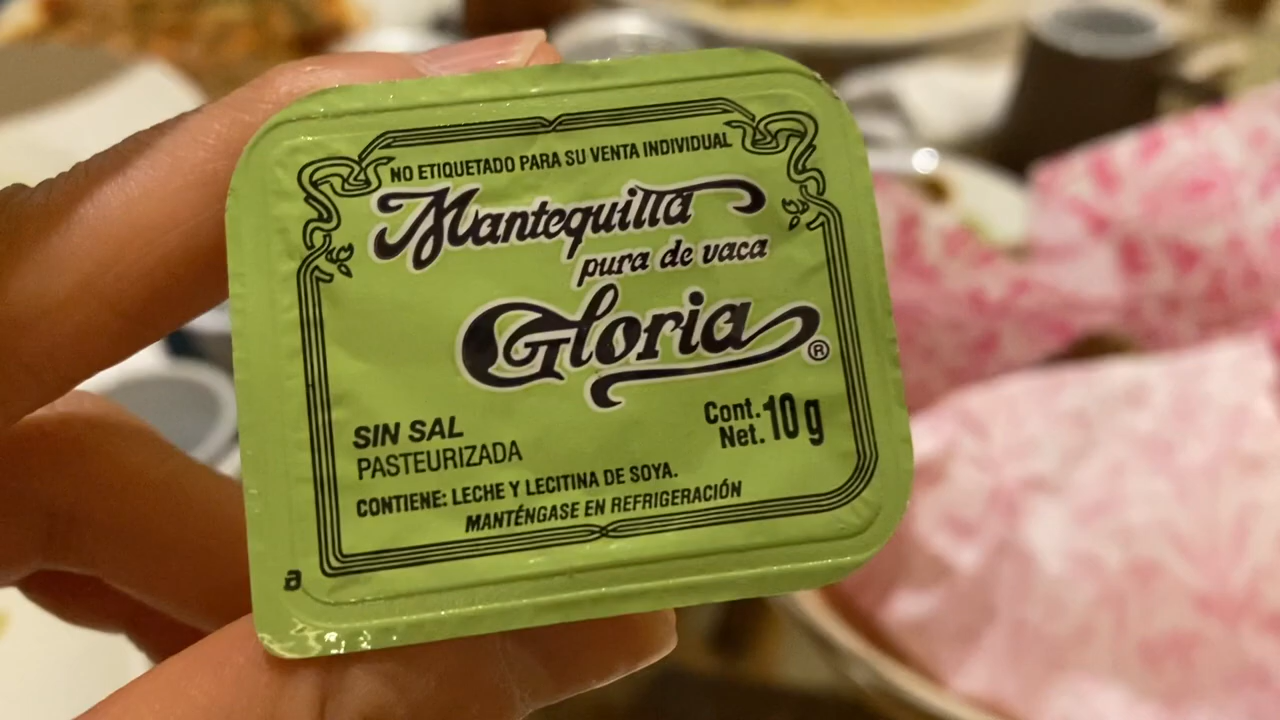 NO ETIQUETADO PARA SU VENTA INDIVIDUAL
Mantequilla
pura de vaca
Gloria ®
SIN SAL
PASTEURIZADA
Cont.
Net. 10 g
CONTIENE: LECHE Y LECITINA DE SOYA.
MANTÉNGASE EN REFRIGERACIÓN
a